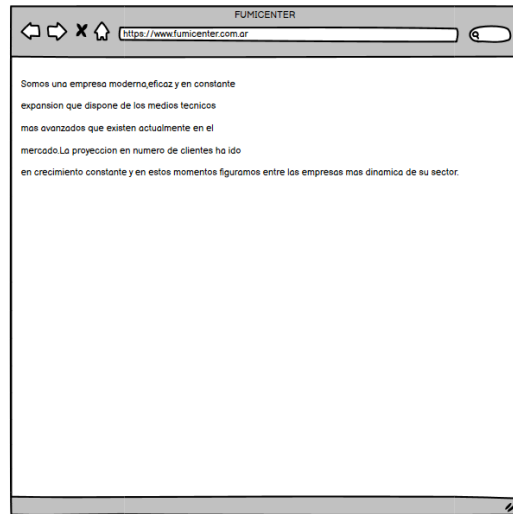 FUMICENTER
https://www.fumicenter.com.ar
Somos una empresa moderna,eficaz y en constante
expansion que dispone de los medios tecnicos
mas avanzados que existen actualmente en el
mercado.La proyeccion en numero de clientes ha ido
en crecimiento constante y en estos momentos figuramos entre las empresas mas dinamica de su sector.